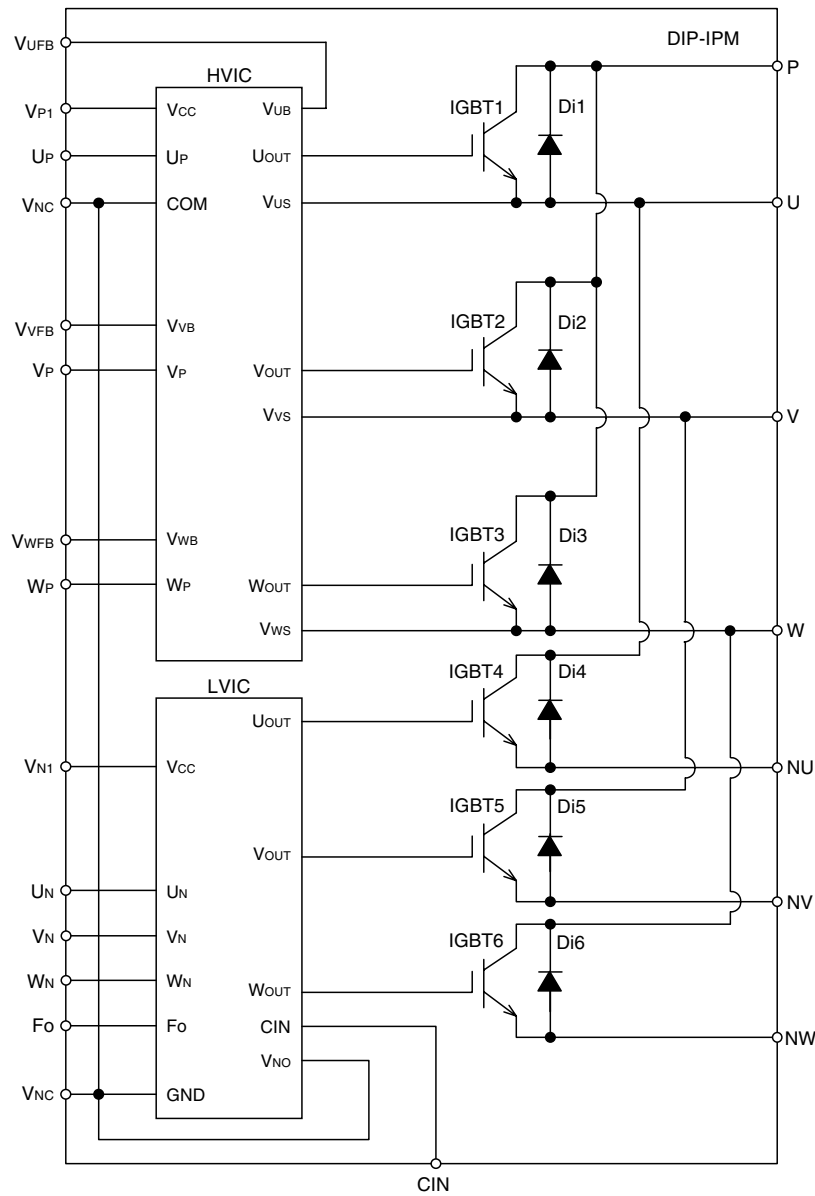 DIP-IPM
VUFB
P
HVIC
IGBT1
Di1
VP1
VCC
VUB
UP
UP
UOUT
VNC
COM
VUS
U
VVFB
VVB
IGBT2
Di2
VP
VP
VOUT
VVS
V
VWFB
VWB
IGBT3
Di3
WP
WP
WOUT
VWS
W
LVIC
IGBT4
Di4
UOUT
VN1
VCC
NU
IGBT5
Di5
VOUT
UN
UN
NV
VN
VN
IGBT6
Di6
WN
WN
WOUT
Fo
Fo
CIN
NW
VNO
VNC
GND
CIN